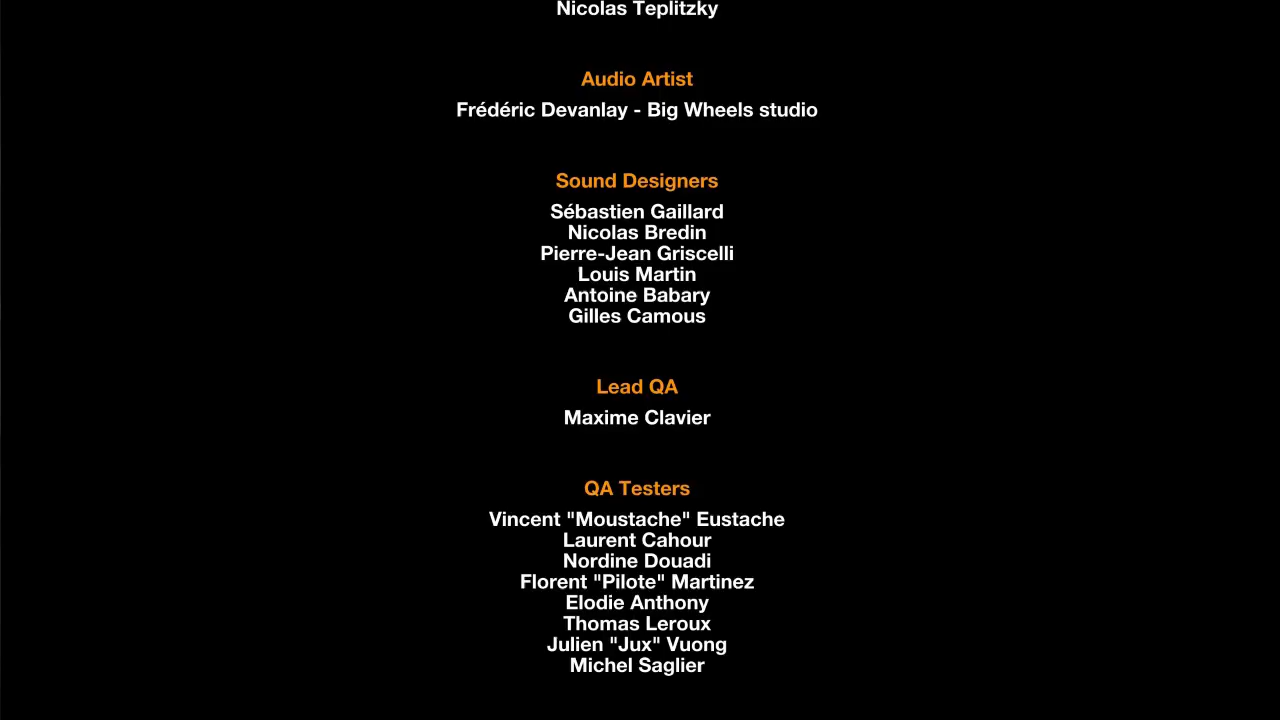 Nicolas Teplitzky
Audio Artist
Frédéric Devanlay - Big Wheels studio
Sound Designers
Sébastien Gaillard
Nicolas Bredin
Pierre-Jean Griscelli
Louis Martin
Antoine Babary
Gilles Camous
Lead QA
Maxime Clavier
QA Testers
Vincent "Moustache" Eustache
Laurent Cahour
Nordine Douadi
Florent "Pilote" Martinez
Elodie Anthony
Thomas Leroux
Julien "Jux" Vuong
Michel Saglier